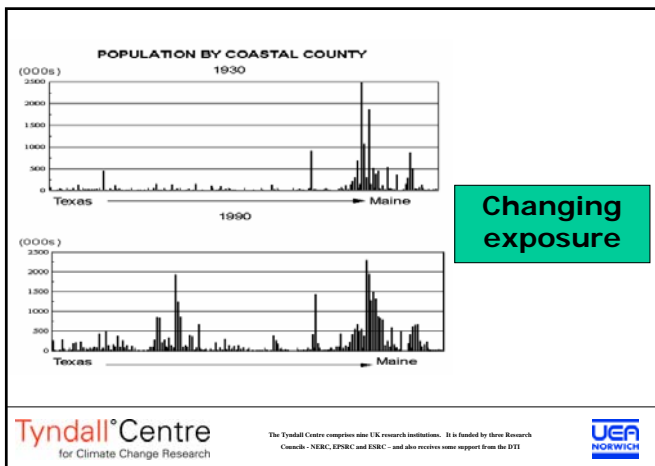 POPULATION BY COASTAL COUNTY
(000s)
1930
2500
2000
1500
1000
500
0
Texas
Maine
1990
(000s)
2500
2000
1500
1000
500
0
Texas
Maine
Changing
exposure
Tyndall°Centre
for Climate Change Research
The Tyndall Centre comprises nine UK research institutions. It is funded by three Research
Councils - NERC, EPSRC and ESRC – and also receives some support from the DTI
UEA
NORWICH